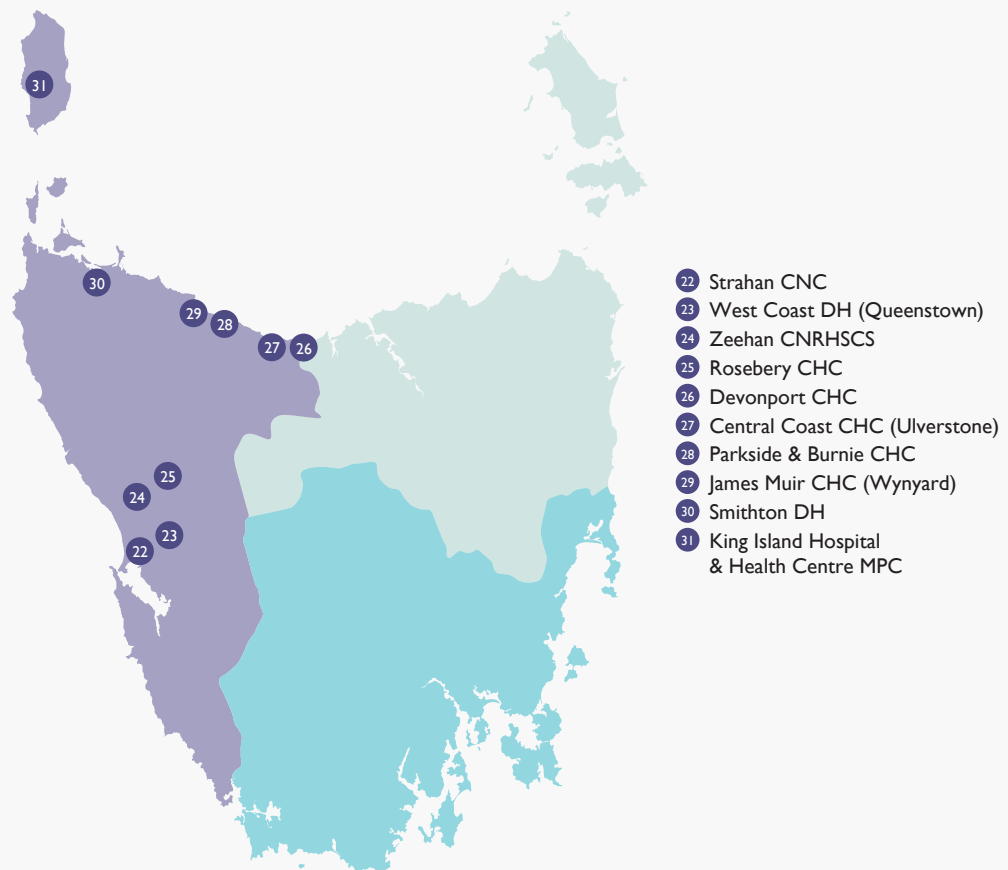 31
30
29
28
27
26
25
24
23
22
22 Strahan CNC
23 West Coast DH (Queenstown)
24 Zeehan CNRHSCS
25 Rosebery CHC
26 Devonport CHC
27 Central Coast CHC (Ulverstone)
28 Parkside & Burnie CHC
29 James Muir CHC (Wynyard)
30 Smithton DH
31 King Island Hospital
& Health Centre MPC